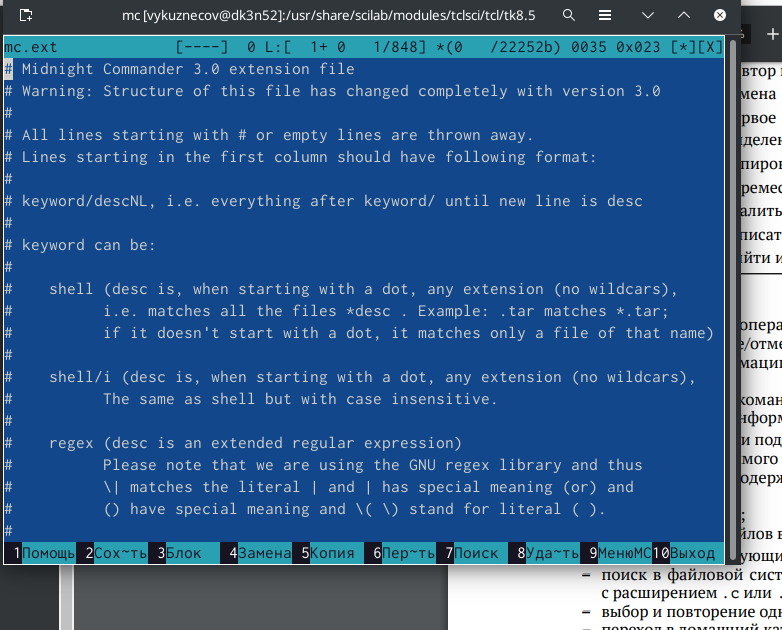 mc [vykuznecov@dk3n52]:/usr/share/scilab/modules/tclsci/tcl/tk8.5
mc.ext [----] 0 L:[ 1+ 0 1/848] *(0 /22252b) 0035 0x023 [*][X]
# Midnight Commander 3.0 extension file
# Warning: Structure of this file has changed completely with version 3.0
#
# All lines starting with # or empty lines are thrown away.
# Lines starting in the first column should have following format:
#
# keyword/descNL, i.e. everything after keyword/ until new line is desc
#
# keyword can be:
#
# shell (desc is, when starting with a dot, any extension (no wildcars),
# i.e. matches all the files *desc . Example: .tar matches *.tar;
# if it doesn't start with a dot, it matches only a file of that name)
#
# shell/i (desc is, when starting with a dot, any extension (no wildcars),
# The same as shell but with case insensitive.
#
# regex (desc is an extended regular expression)
# Please note that we are using the GNU regex library and thus
# \| matches the literal | and | has special meaning (or) and
# () have special meaning and \( \) stand for literal ( ).
#
1Помощь 2Сох~ть 3Блок 4Замена 5Копия 6Пер~ть 7Поиск 8Уда~ть 9МенюМС 10Выход
– поиск в файловой сист
с расширением .c или .
– выбор и повторение одн